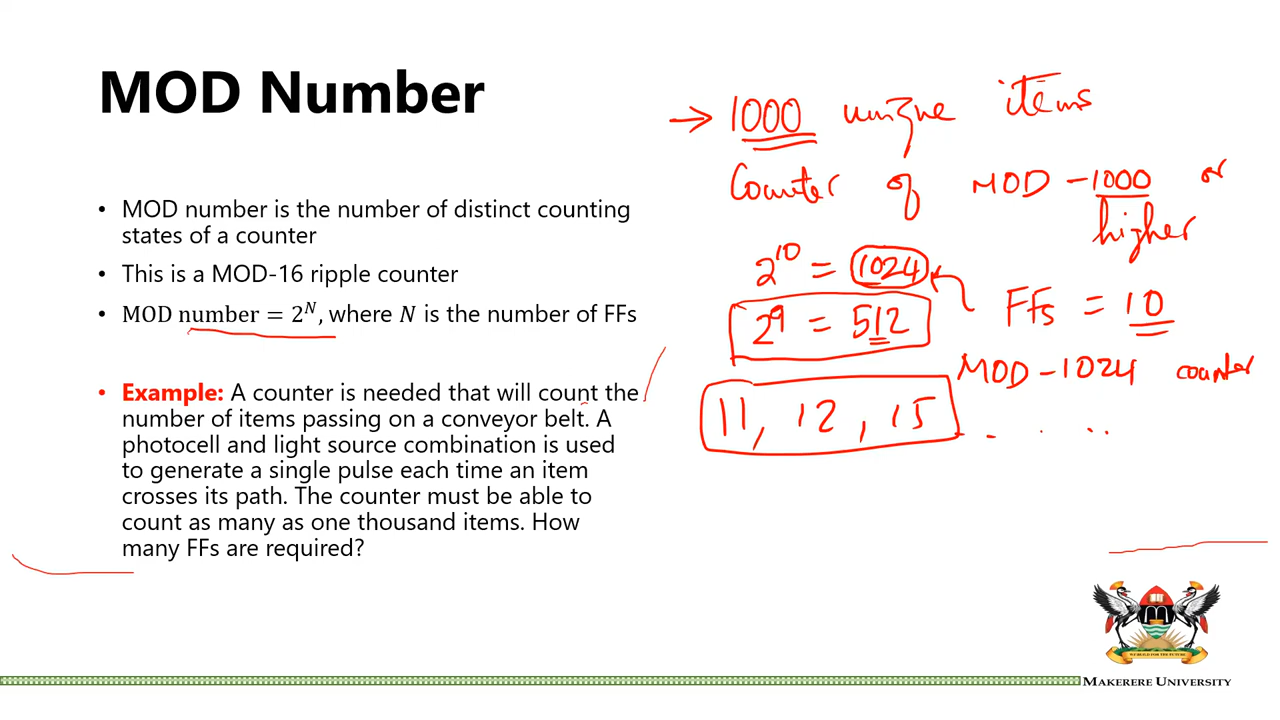 MOD Number
• MOD number is the number of distinct counting
states of a counter
• This is a MOD-16 ripple counter
• MOD number = 2^N, where N is the number of FFs
• Example: A counter is needed that will count the
number of items passing on a conveyor belt. A
photocell and light source combination is used
to generate a single pulse each time an item
crosses its path. The counter must be able to
count as many as one thousand items. How
many FFs are required?
→ 1000 unique items
Counter of MOD-1000 or
higher
2^10 = 1024
2^9 = 512
FFs = 10
MOD-1024 counter
11, 12, 15 - - . . .
MAKERERE UNIVERSITY